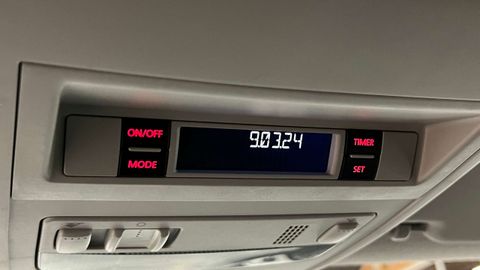 ON/OFF
MODE
9.03.24
TIMER
SET